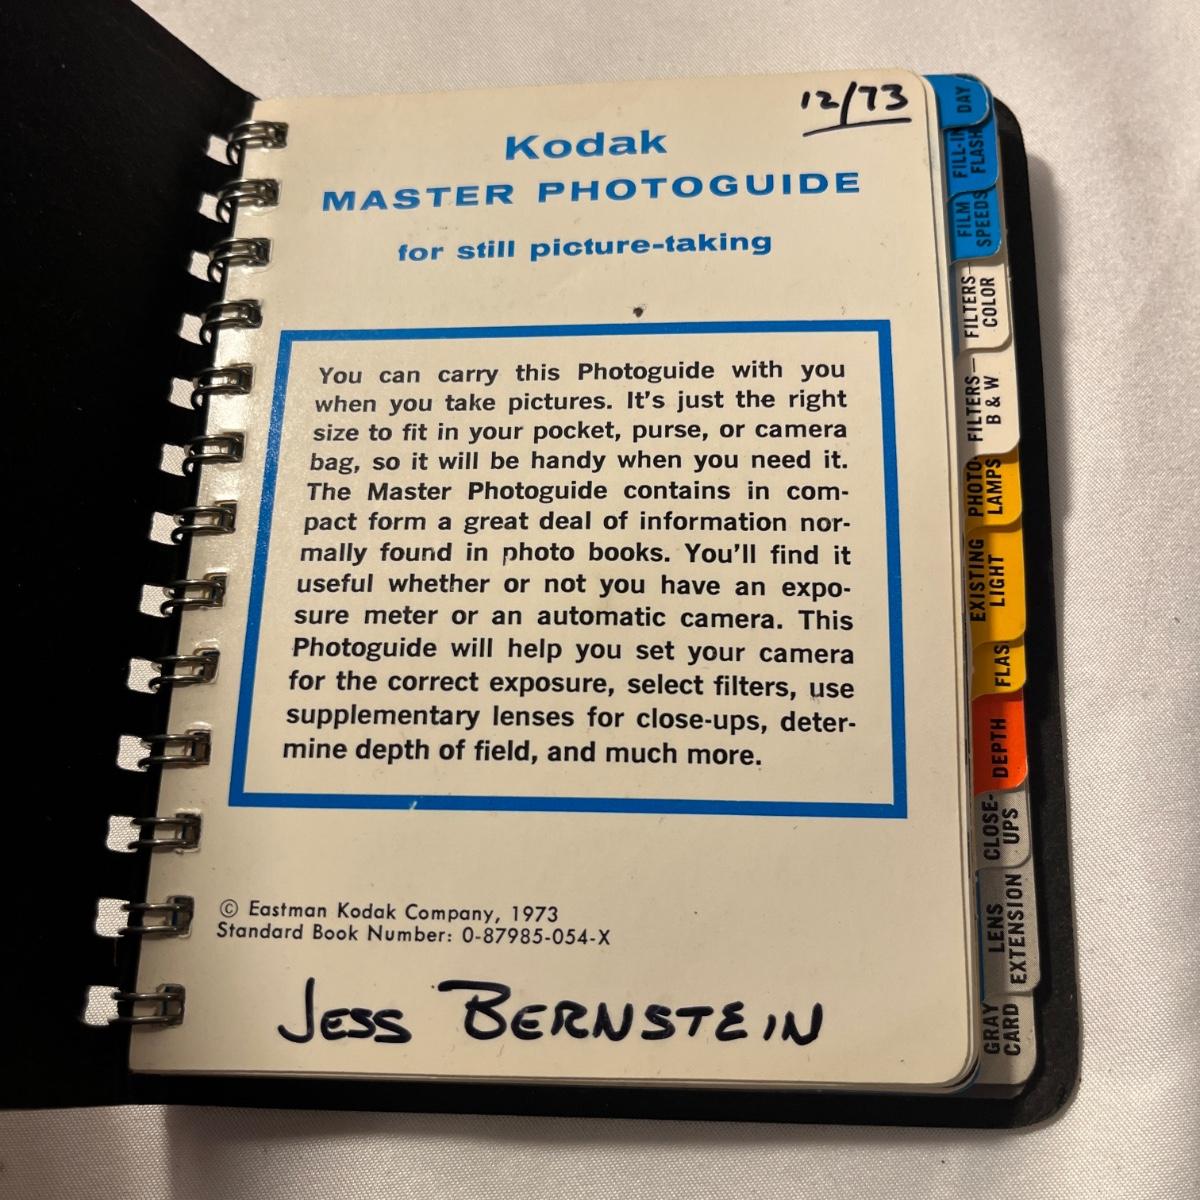 12/73
Kodak
MASTER PHOTOGUIDE
for still picture-taking
You can carry this Photoguide with you
when you take pictures. It's just the right
size to fit in your pocket, purse, or camera
bag, so it will be handy when you need it.
The Master Photoguide contains in com-
pact form a great deal of information nor-
mally found in photo books. You'll find it
useful whether or not you have an expo-
sure meter or an automatic camera. This
Photoguide will help you set your camera
for the correct exposure, select filters, use
supplementary lenses for close-ups, deter-
mine depth of field, and much more.
© Eastman Kodak Company, 1973
Standard Book Number: 0-87985-054-X
JESS BERNSTEIN
DAY
FILL-IN
FLASH
FILM
SPEEDS
FILTERS—
COLOR
FILTERS—
B & W
PHOTO
LAMPS
EXISTING
LIGHT
FLAS
DEPTH
CLOSE-
UPS
LENS
EXTENSION
GRAY
CARD